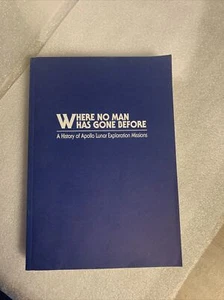 WHERE NO MAN
HAS GONE BEFORE
A History of Apollo Lunar Exploration Missions